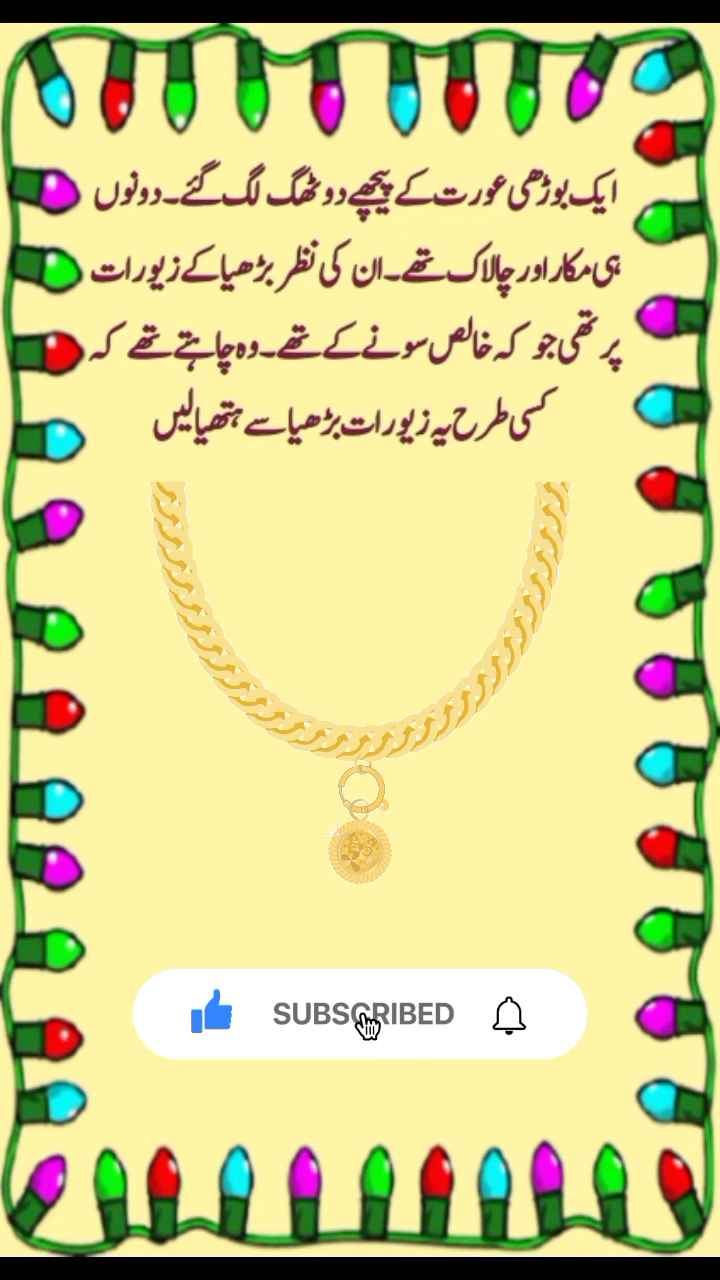 ایک بوڑھی عورت کے پیچھے دو ٹھگ لگ گئے۔ دونوں
ہی مکار اور چالاک تھے۔ ان کی نظر بڑھیا کے زیورات
پر تھی جو کہ خالص سونے کے تھے۔ وہ چاہتے تھے کہ
کسی طرح یہ زیورات بڑھیا سے ہتھیا لیں
SUBSCRIBED